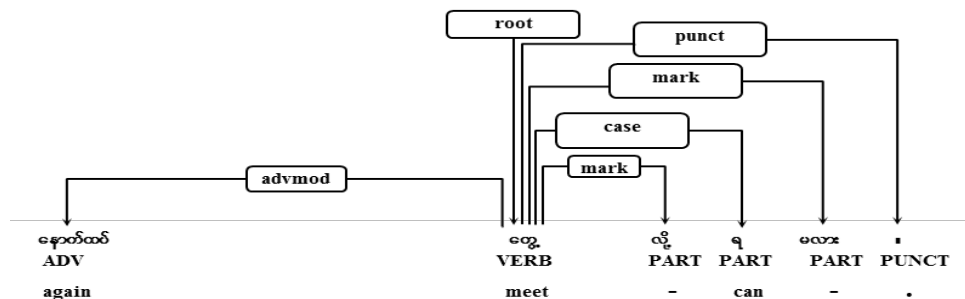 root
punct
mark
case
mark
advmod
နောက်ထပ် တွေ့ လို့ ရ မလား ။
ADV VERB PART PART PART PUNCT
again meet - can - .